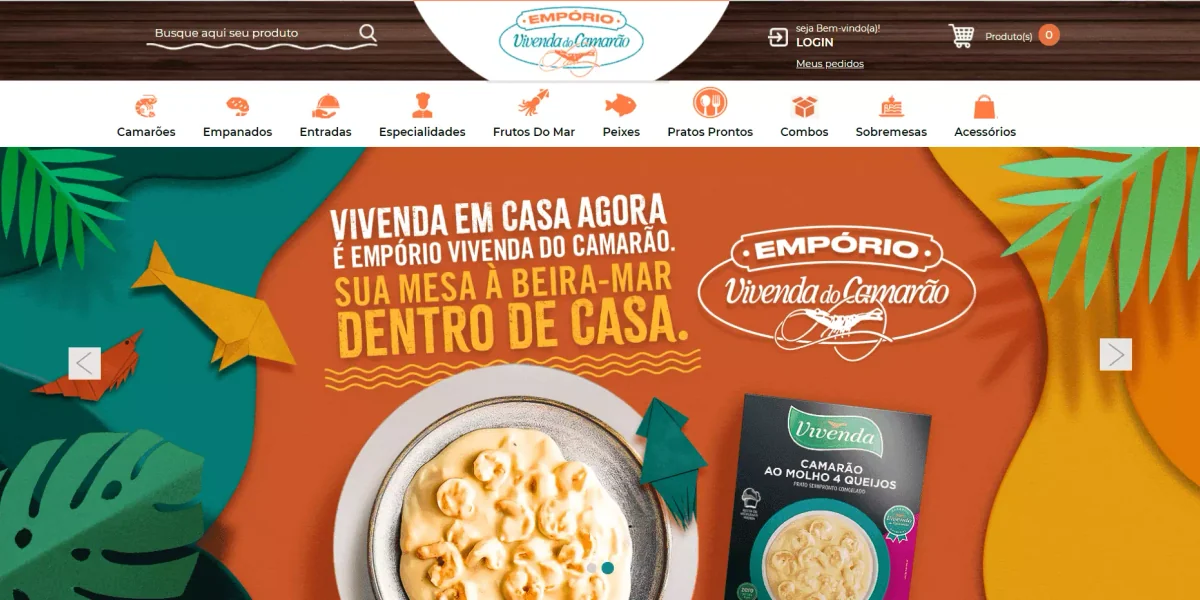 Busque aqui seu produto
EMPÓRIO
Vivenda do Camarão
seja Bem-vindo(a)!
LOGIN
Meus pedidos
Produto(s)
0
Camarões
Empanados
Entradas
Especialidades
Frutos Do Mar
Peixes
Pratos Prontos
Combos
Sobremesas
Acessórios
VIVENDA EM CASA AGORA
É EMPÓRIO VIVENDA DO CAMARÃO.
SUA MESA À BEIRA-MAR
DENTRO DE CASA.
EMPÓRIO
Vivenda do Camarão
Vivenda
CAMARÃO
AO MOLHO 4 QUEIJOS
PRATO SEMIPRONTO CONGELADO
Vivenda